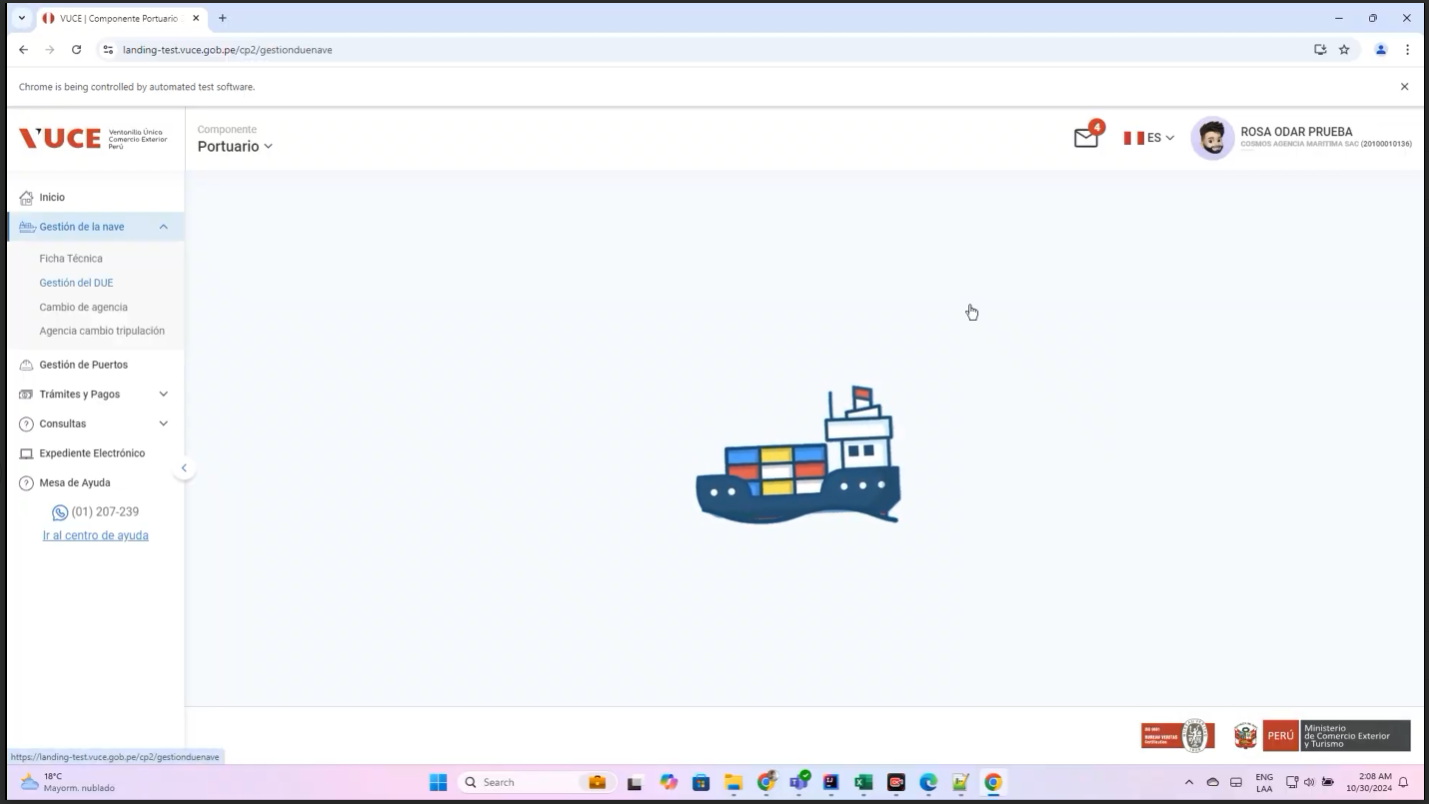 VUCE | Componente Portuario
landing-test.vuce.gob.pe/cp2/gestionduenave
Chrome is being controlled by automated test software.
VUCE
Ventanilla Única
Comercio Exterior
Perú
Componente
Portuario
4
ES
ROSA ODAR PRUEBA
COSMOS AGENCIA MARITIMA SAC (20100010136)
Inicio
Gestión de la nave
Ficha Técnica
Gestión del DUE
Cambio de agencia
Agencia cambio tripulación
Gestión de Puertos
Trámites y Pagos
Consultas
Expediente Electrónico
Mesa de Ayuda
(01) 207-239
Ir al centro de ayuda
PERÚ
Ministerio
de Comercio Exterior
y Turismo
https://landing-test.vuce.gob.pe/cp2/gestionduenave
18°C
Mayorm. nublado
Search
ENG
LAA
2:08 AM
10/30/2024